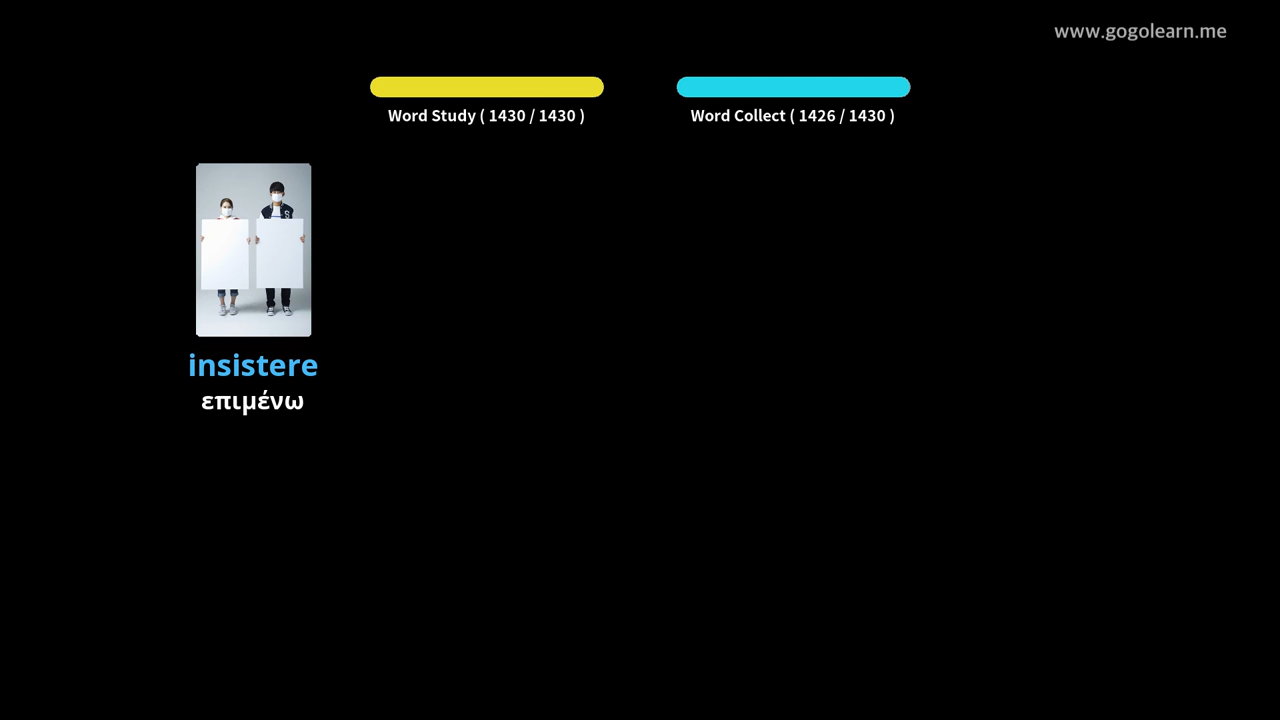 www.gogolearn.me
Word Study ( 1430 / 1430 )
Word Collect ( 1426 / 1430 )
insistere
επιμένω